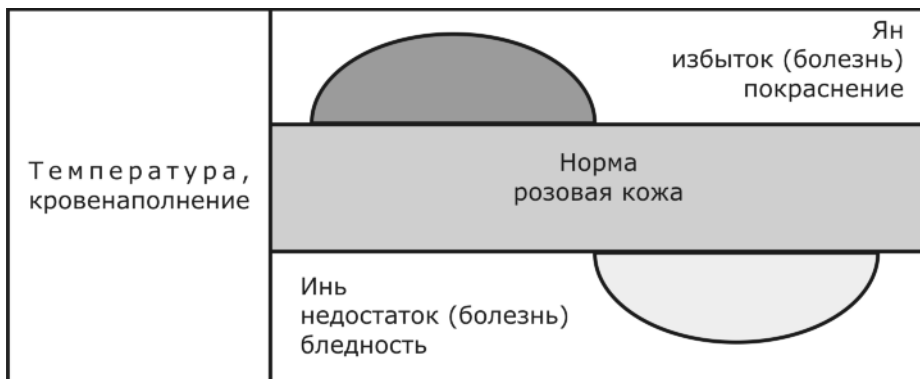 Температура,
кровенаполнение
Ян
избыток (болезнь)
покраснение
Норма
розовая кожа
Инь
недостаток (болезнь)
бледность